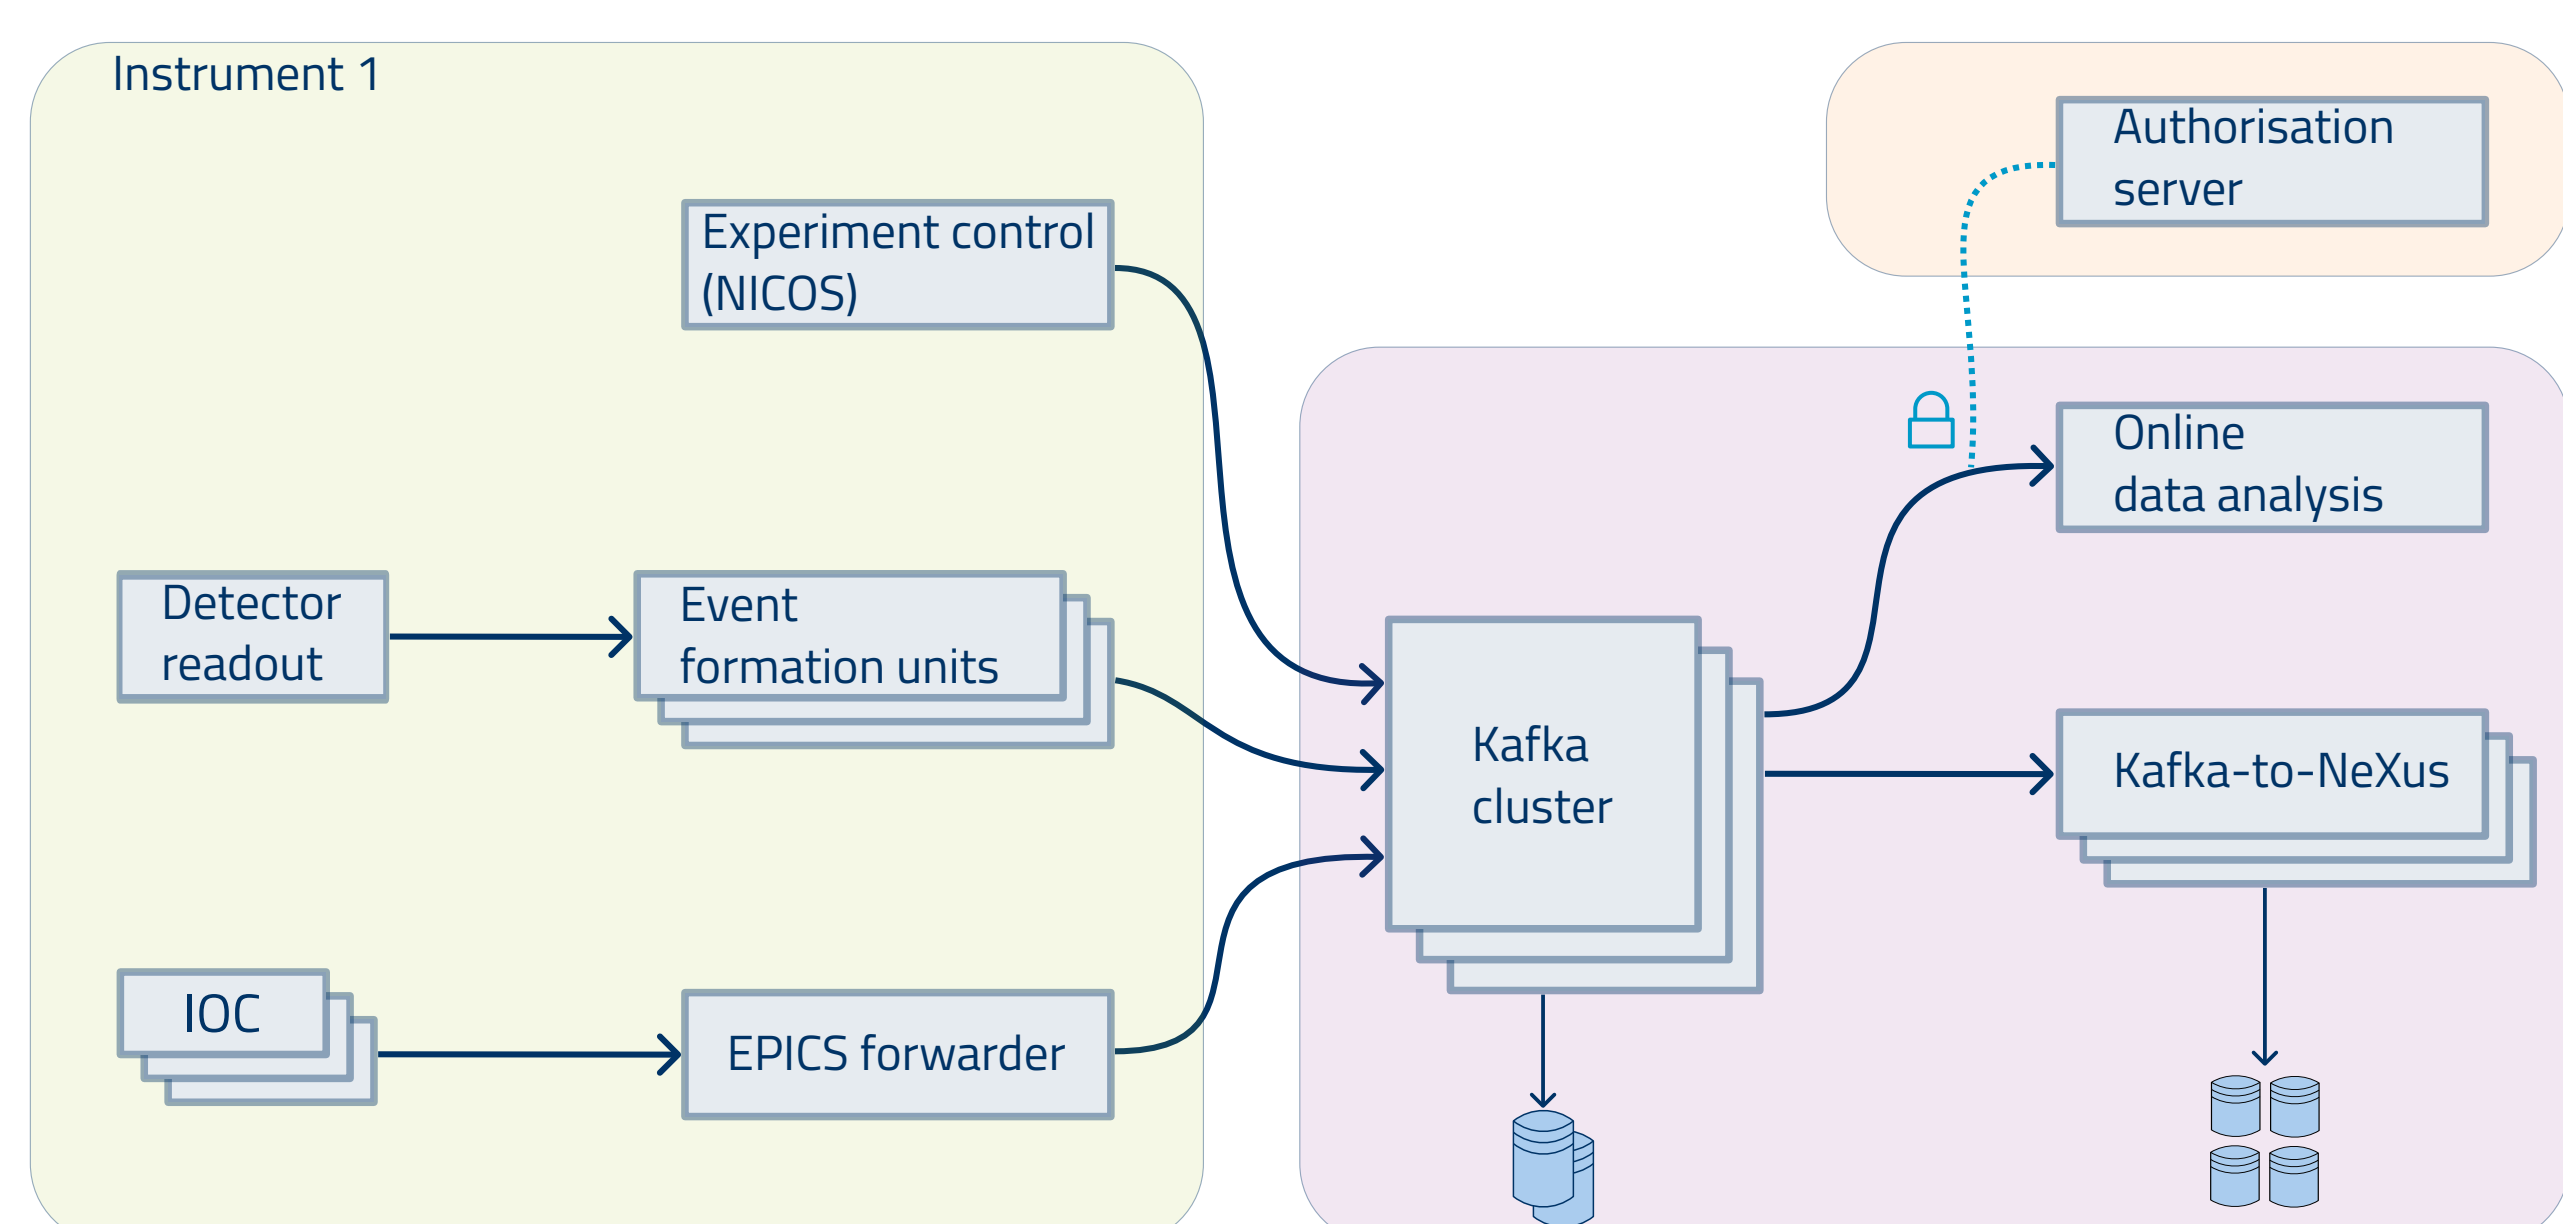 Instrument 1
Authorisation
server
Experiment control
(NICOS)
Online
data analysis
Detector
readout
Event
formation units
Kafka
cluster
Kafka-to-NeXus
IOC
EPICS forwarder